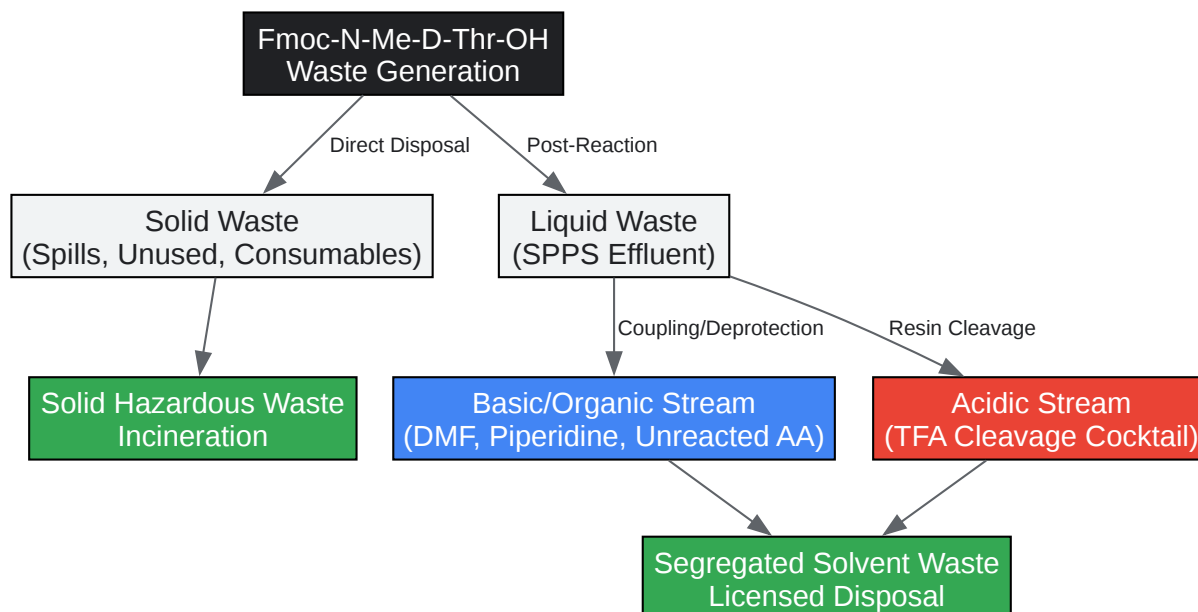 Fmoc-N-Me-D-Thr-OH
Waste Generation
Direct Disposal
Post-Reaction
Solid Waste
(Spills, Unused, Consumables)
Liquid Waste
(SPPS Effluent)
Coupling/Deprotection
Resin Cleavage
Solid Hazardous Waste
Incineration
Basic/Organic Stream
(DMF, Piperidine, Unreacted AA)
Acidic Stream
(TFA Cleavage Cocktail)
Segregated Solvent Waste
Licensed Disposal